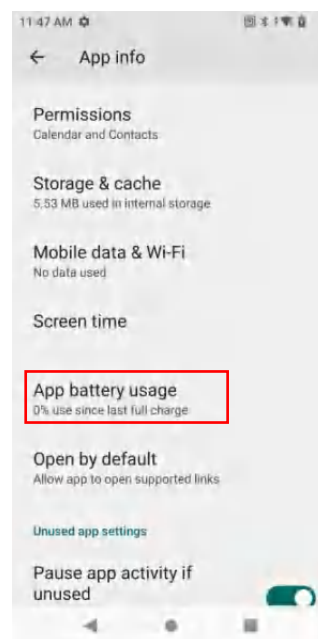 11:47 AM
App info
Permissions
Calendar and Contacts
Storage & cache
5.53 MB used in internal storage
Mobile data & Wi-Fi
No data used
Screen time
App battery usage
0% use since last full charge
Open by default
Allow app to open supported links
Unused app settings
Pause app activity if
unused